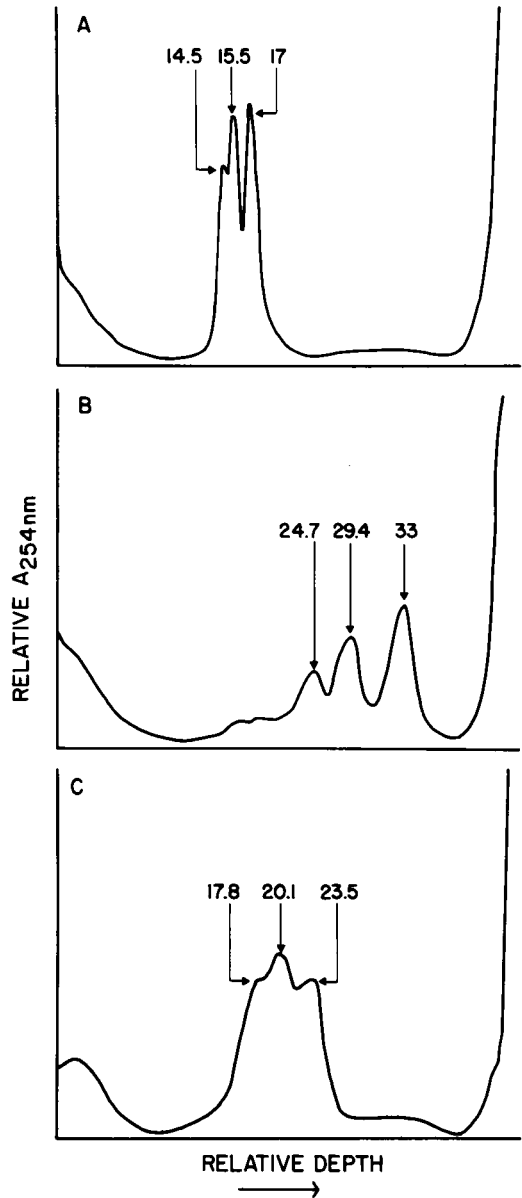 A
14.5 15.5 17
B
24.7 29.4 33
RELATIVE A254nm
C
17.8 20.1 23.5
RELATIVE DEPTH